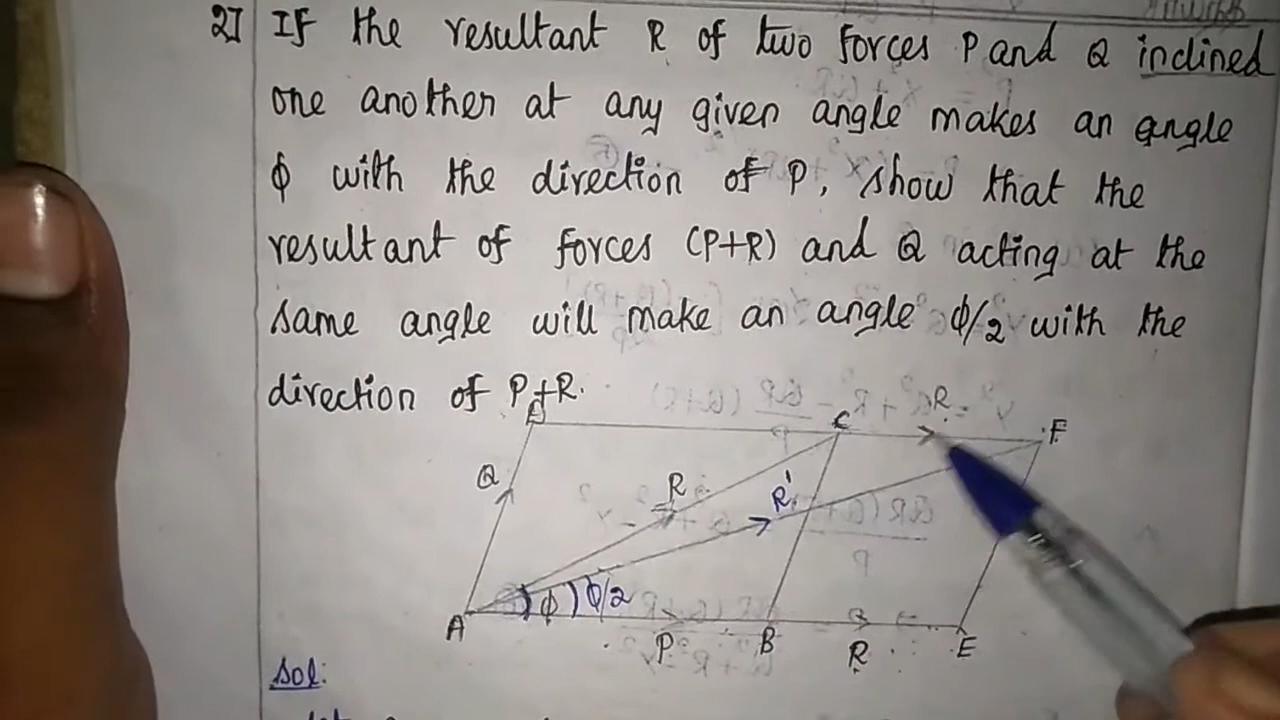 2] If the resultant R of two forces P and Q inclined
one another at any given angle makes an angle
ϕ with the direction of P, show that the
resultant of forces (P+R) and Q acting at the
same angle will make an angle ϕ/2 with the
direction of P+R.
D C R F
Q R R'
A ϕ ϕ/2 P B R E
Sol: